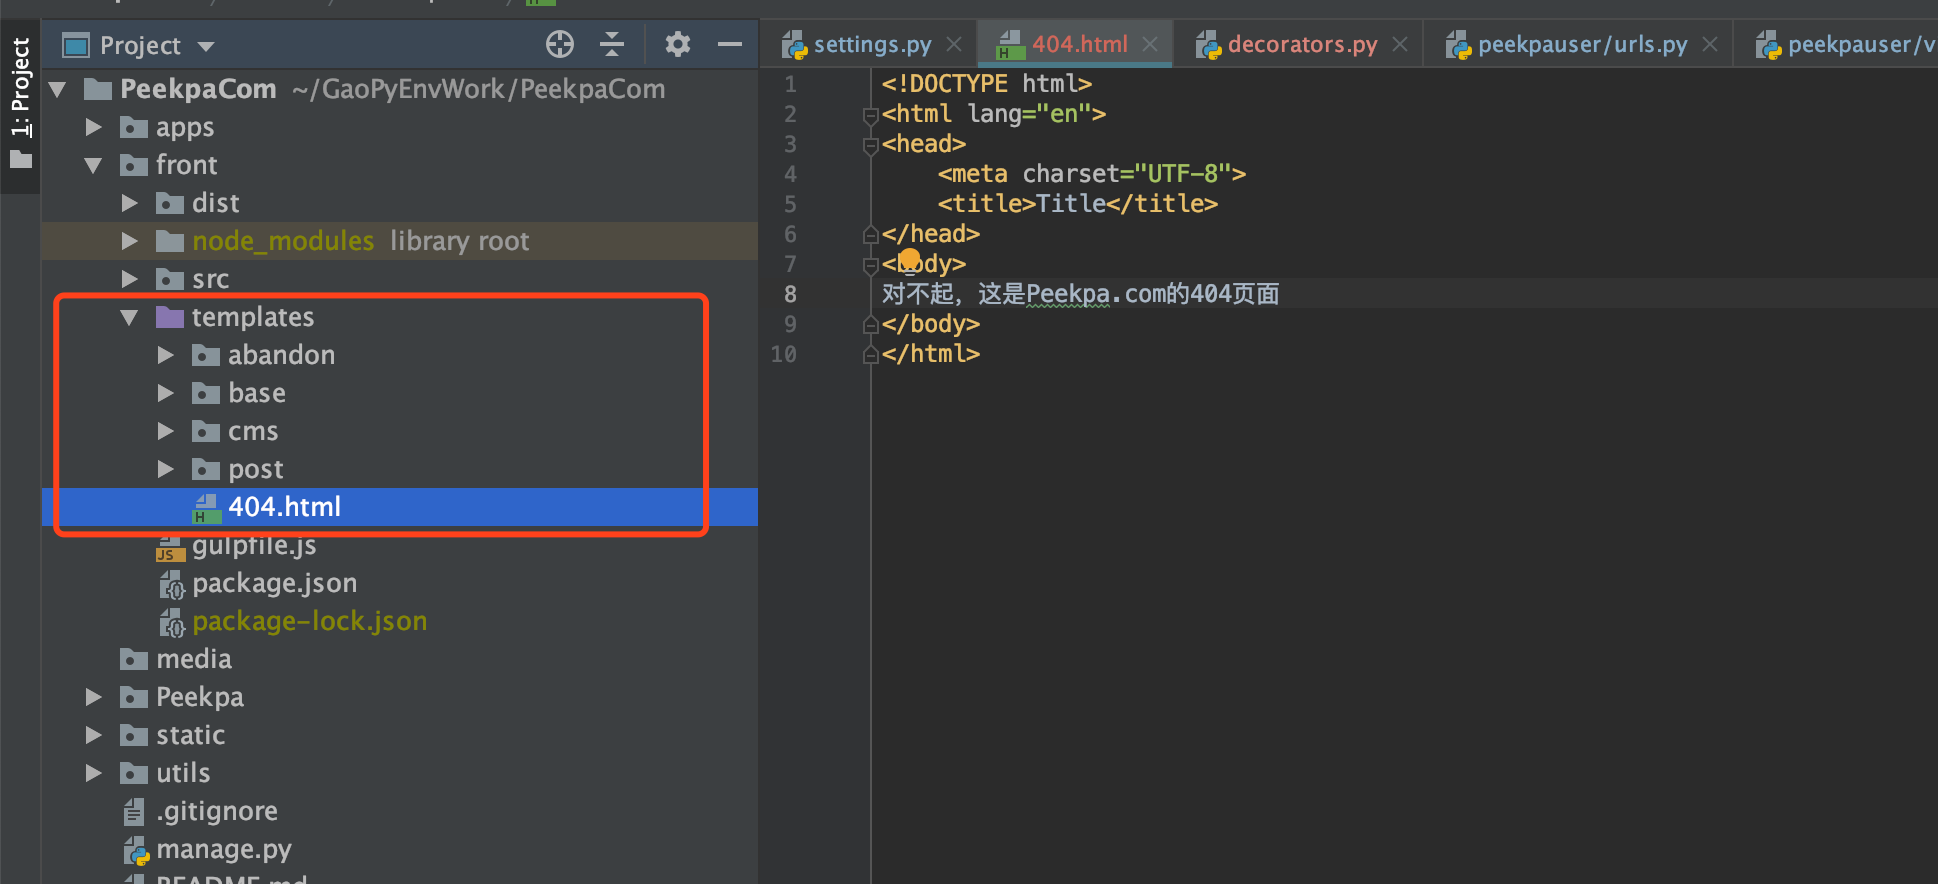 1: Project
Project
PeekpaCom ~/GaoPyEnvWork/PeekpaCom
apps
front
dist
node_modules library root
src
templates
abandon
base
cms
post
404.html
gulpfile.js
package.json
package-lock.json
media
Peekpa
static
utils
.gitignore
manage.py
README.md
settings.py 404.html decorators.py peekpauser/urls.py peekpauser/v
1 <!DOCTYPE html>
2 <html lang="en">
3 <head>
4 <meta charset="UTF-8">
5 <title>Title</title>
6 </head>
7 <body>
8 对不起，这是Peekpa.com的404页面
9 </body>
10 </html>